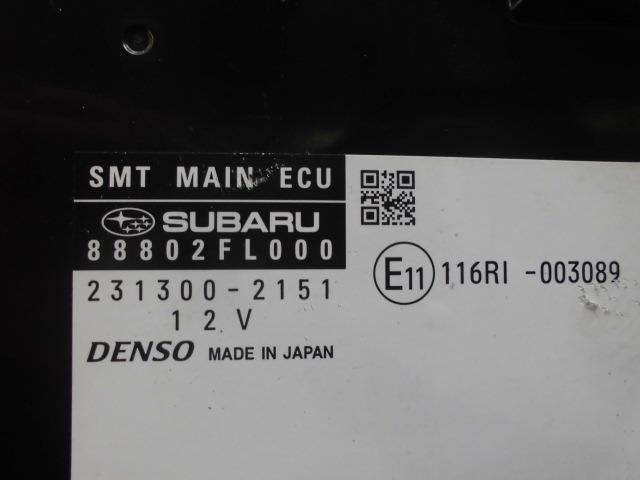 SMT MAIN ECU
SUBARU
88802FL000
231300-2151
12V
DENSO MADE IN JAPAN
E11 116RI -003089